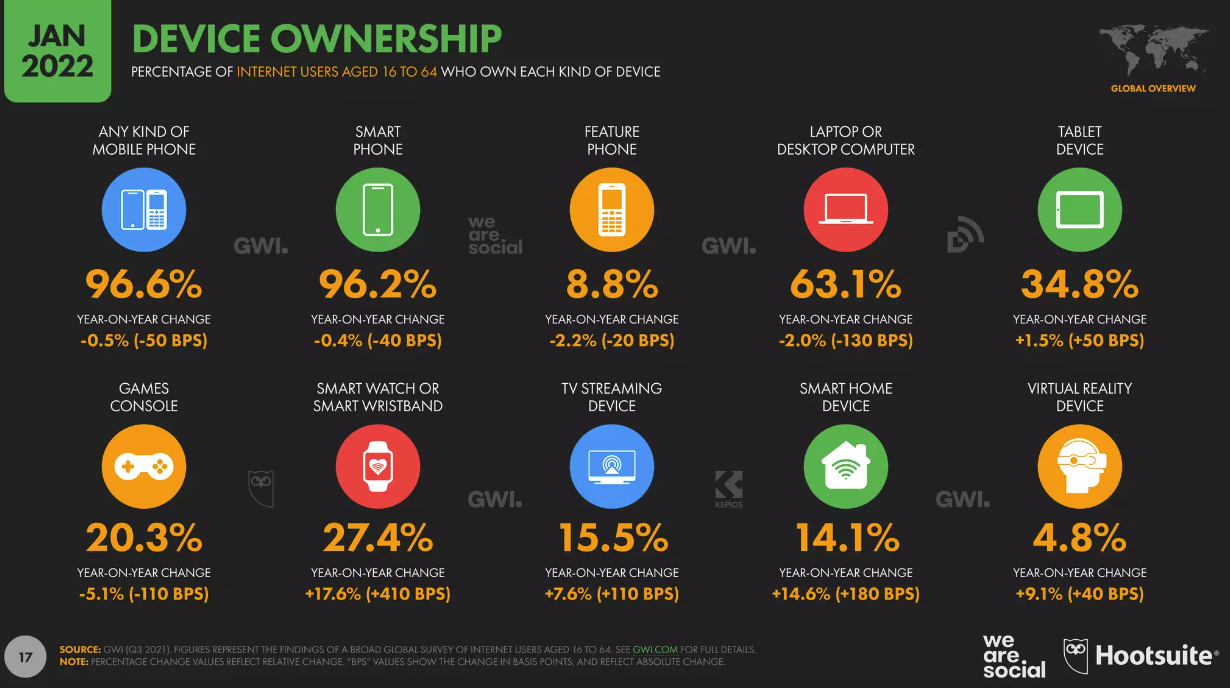 JAN
2022
DEVICE OWNERSHIP
PERCENTAGE OF INTERNET USERS AGED 16 TO 64 WHO OWN EACH KIND OF DEVICE
GLOBAL OVERVIEW
ANY KIND OF
MOBILE PHONE
96.6%
YEAR-ON-YEAR CHANGE
-0.5% (-50 BPS)
SMART
PHONE
96.2%
YEAR-ON-YEAR CHANGE
-0.4% (-40 BPS)
FEATURE
PHONE
8.8%
YEAR-ON-YEAR CHANGE
-2.2% (-20 BPS)
LAPTOP OR
DESKTOP COMPUTER
63.1%
YEAR-ON-YEAR CHANGE
-2.0% (-130 BPS)
TABLET
DEVICE
34.8%
YEAR-ON-YEAR CHANGE
+1.5% (+50 BPS)
GWI.
we
are
social
GWI.
GAMES
CONSOLE
20.3%
YEAR-ON-YEAR CHANGE
-5.1% (-110 BPS)
SMART WATCH OR
SMART WRISTBAND
27.4%
YEAR-ON-YEAR CHANGE
+17.6% (+410 BPS)
TV STREAMING
DEVICE
15.5%
YEAR-ON-YEAR CHANGE
+7.6% (+110 BPS)
SMART HOME
DEVICE
14.1%
YEAR-ON-YEAR CHANGE
+14.6% (+180 BPS)
VIRTUAL REALITY
DEVICE
4.8%
YEAR-ON-YEAR CHANGE
+9.1% (+40 BPS)
GWI.
KEPIOS
GWI.
17
SOURCE: GWI (Q3 2021). FIGURES REPRESENT THE FINDINGS OF A BROAD GLOBAL SURVEY OF INTERNET USERS AGED 16 TO 64. SEE GWI.COM FOR FULL DETAILS.
NOTE: PERCENTAGE CHANGE VALUES REFLECT RELATIVE CHANGE. “BPS” VALUES SHOW THE CHANGE IN BASIS POINTS, AND REFLECT ABSOLUTE CHANGE.
we
are
social
Hootsuite®